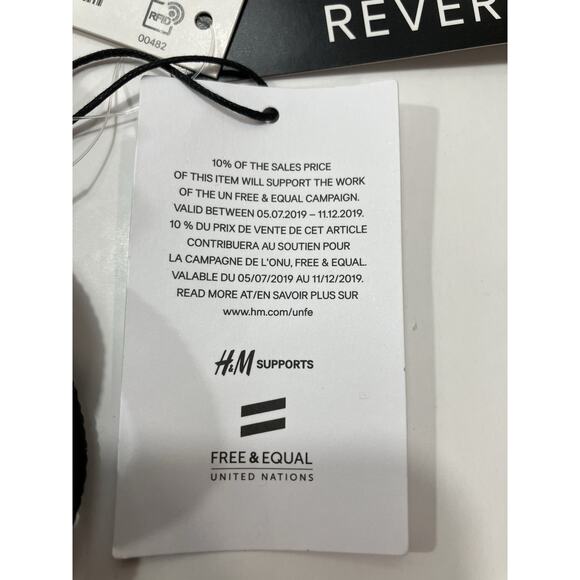 RFID
00482
REVER
10% OF THE SALES PRICE
OF THIS ITEM WILL SUPPORT THE WORK
OF THE UN FREE & EQUAL CAMPAIGN.
VALID BETWEEN 05.07.2019 – 11.12.2019.
10 % DU PRIX DE VENTE DE CET ARTICLE
CONTRIBUERA AU SOUTIEN POUR
LA CAMPAGNE DE L'ONU, FREE & EQUAL.
VALABLE DU 05/07/2019 AU 11/12/2019.
READ MORE AT/EN SAVOIR PLUS SUR
www.hm.com/unfe
H&M SUPPORTS
FREE & EQUAL
UNITED NATIONS